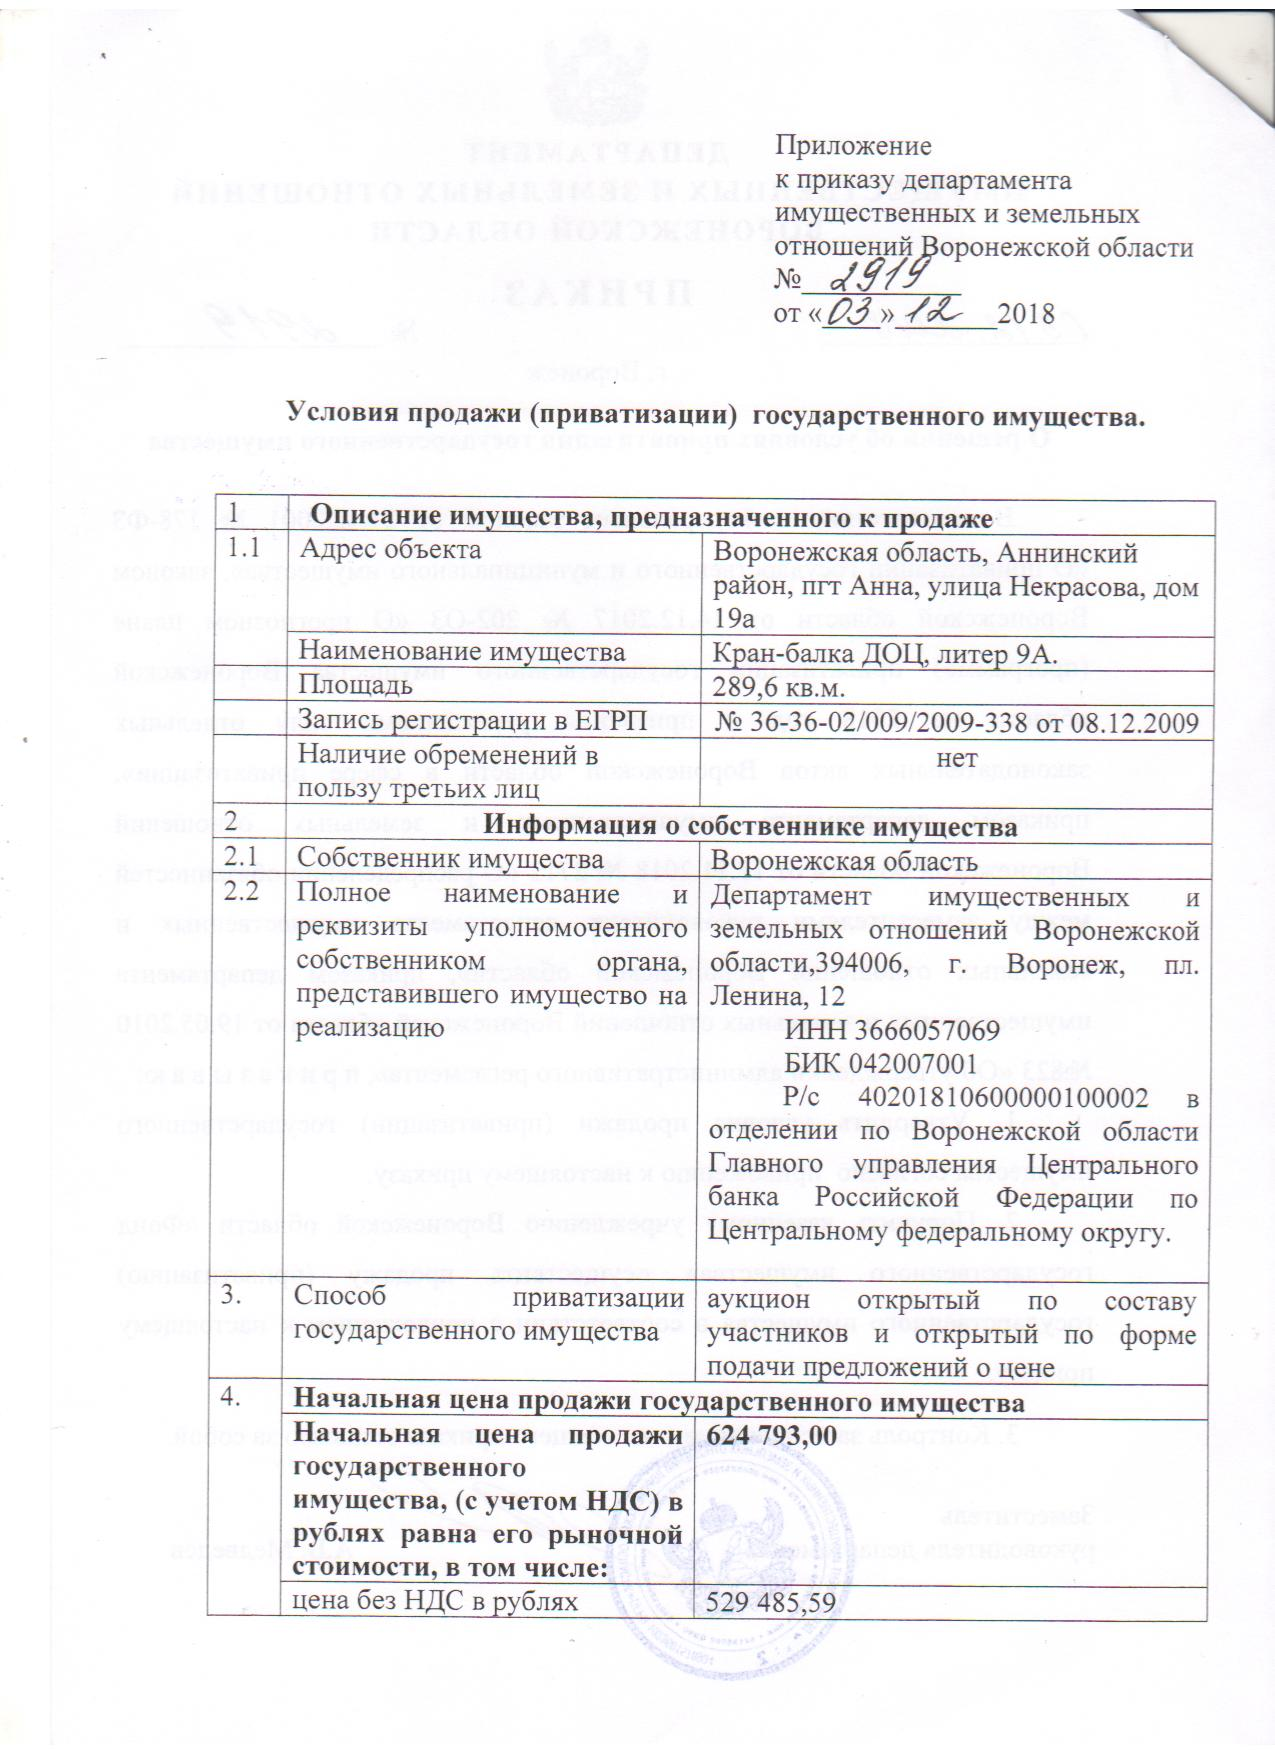 Приложение
к приказу департамента
имущественных и земельных
отношений Воронежской области
№ 2919
от «03» 12 2018
Условия продажи (приватизации) государственного имущества.
1 Описание имущества, предназначенного к продаже
1.1 Адрес объекта Воронежская область, Аннинский
район, пгт Анна, улица Некрасова, дом
19а
Наименование имущества Кран-балка ДОЦ, литер 9А.
Площадь 289,6 кв.м.
Запись регистрации в ЕГРП № 36-36-02/009/2009-338 от 08.12.2009
Наличие обременений в нет
пользу третьих лиц
2 Информация о собственнике имущества
2.1 Собственник имущества Воронежская область
2.2 Полное наименование и Департамент имущественных и
реквизиты уполномоченного земельных отношений Воронежской
собственником органа, области,394006, г. Воронеж, пл.
представившего имущество на Ленина, 12
реализацию ИНН 3666057069
БИК 042007001
Р/с 40201810600000100002 в
отделении по Воронежской области
Главного управления Центрального
банка Российской Федерации по
Центральному федеральному округу.
3. Способ приватизации аукцион открытый по составу
государственного имущества участников и открытый по форме
подачи предложений о цене
4. Начальная цена продажи государственного имущества
Начальная цена продажи 624 793,00
государственного
имущества, (с учетом НДС) в
рублях равна его рыночной
стоимости, в том числе:
цена без НДС в рублях 529 485,59